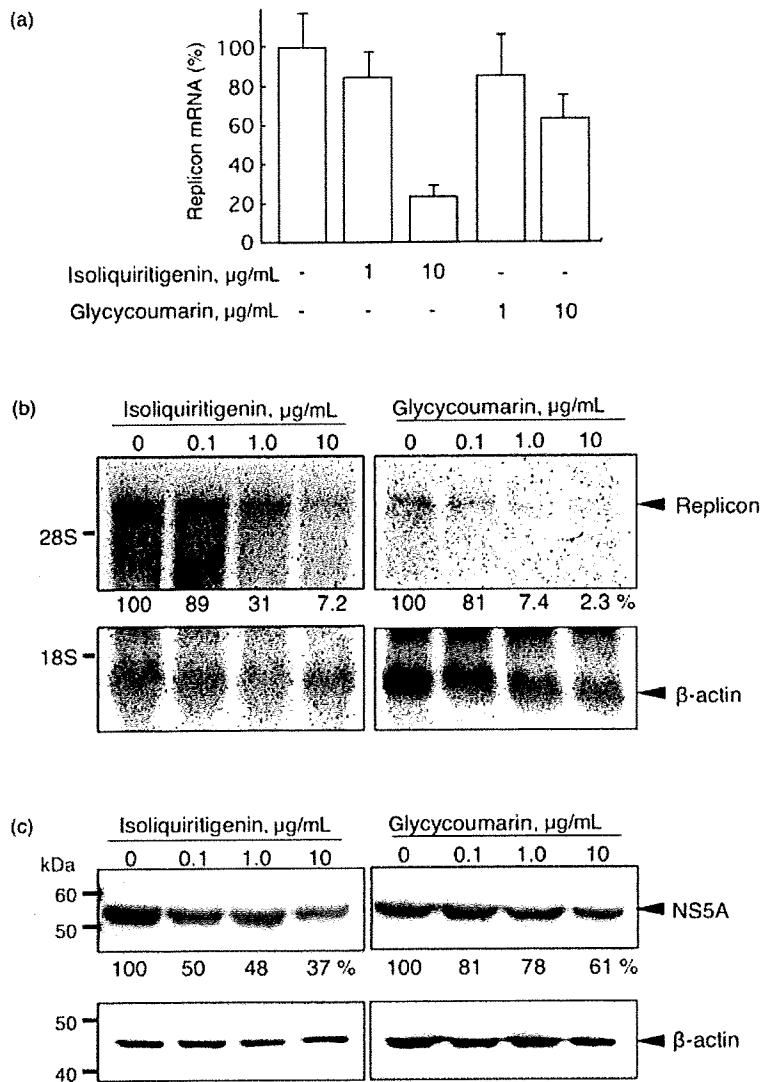 (a)
Replicon mRNA (%)
100
80
60
40
20
0
Isoliquiritigenin, µg/mL - 1 10 - -
Glycycoumarin, µg/mL - - - 1 10
(b)
Isoliquiritigenin, µg/mL Glycycoumarin, µg/mL
0 0.1 1.0 10 0 0.1 1.0 10
Replicon
28S
100 89 31 7.2 100 81 7.4 2.3 %
18S
β-actin
(c)
Isoliquiritigenin, µg/mL Glycycoumarin, µg/mL
kDa 0 0.1 1.0 10 0 0.1 1.0 10
60
NS5A
50
100 50 48 37 % 100 81 78 61 %
50
β-actin
40